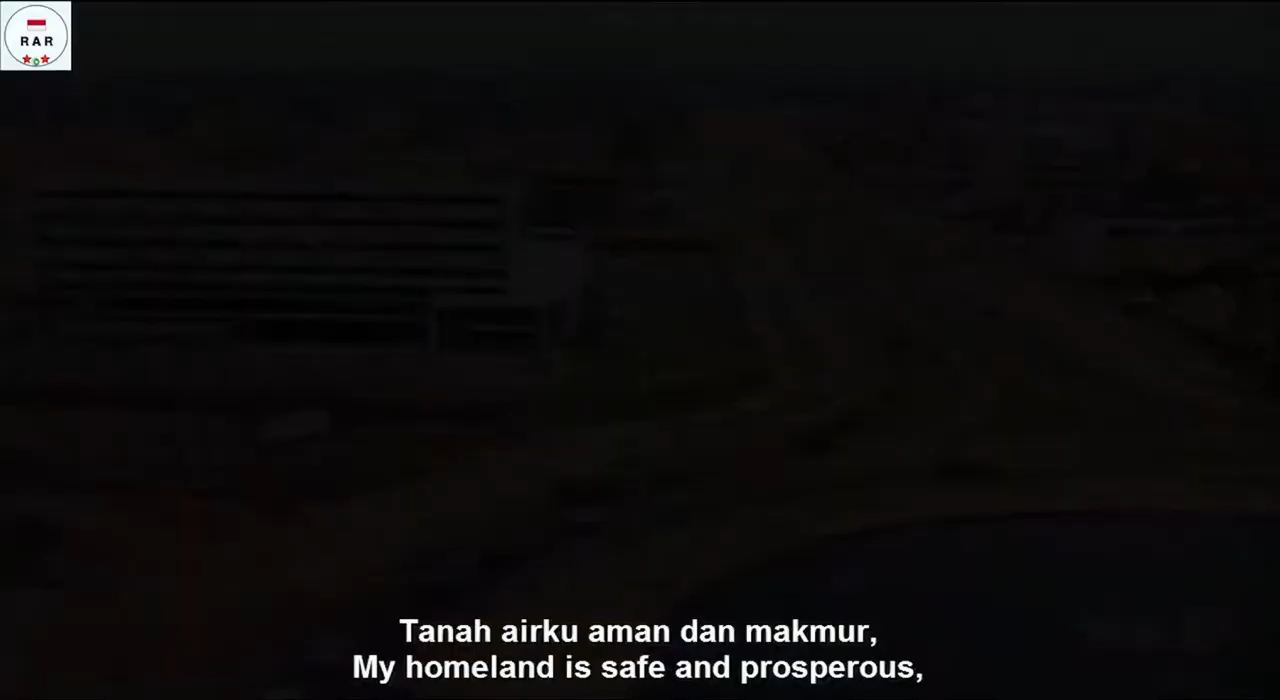 RAR
Tanah airku aman dan makmur,
My homeland is safe and prosperous,